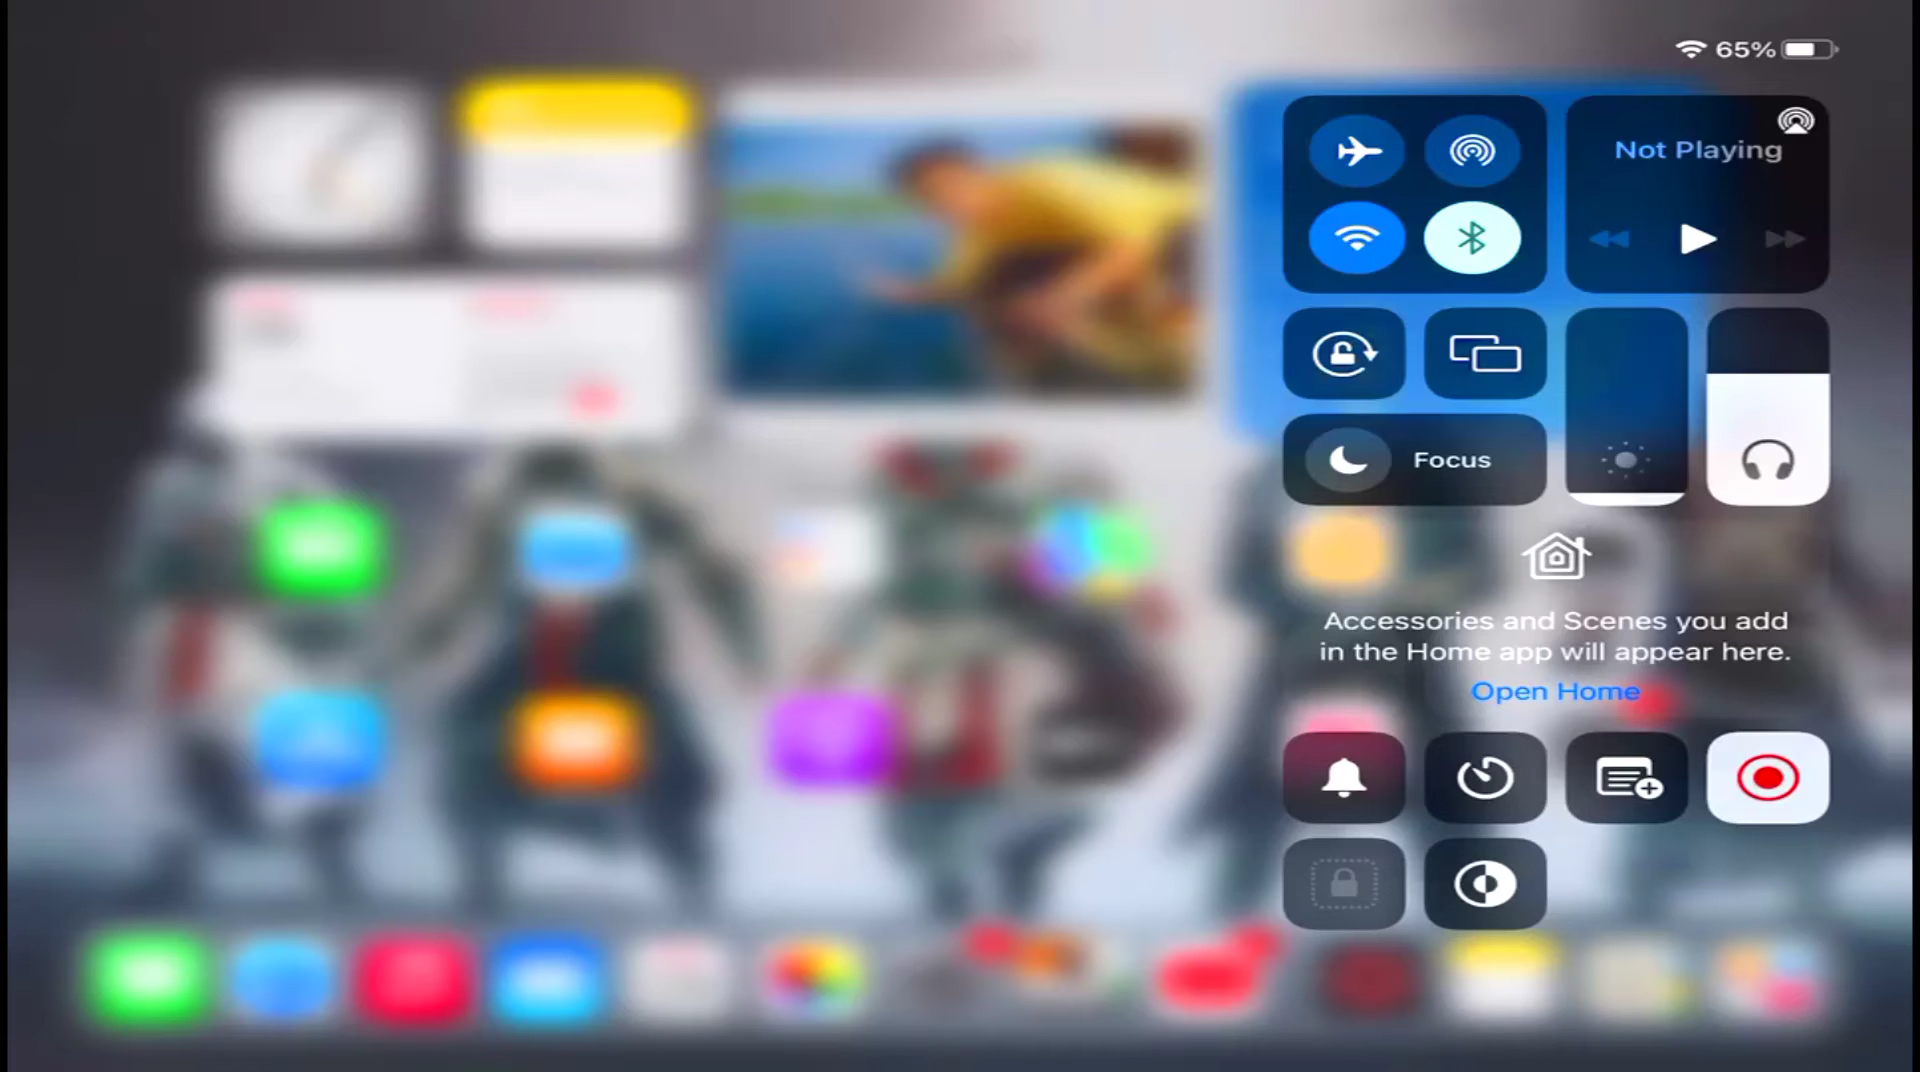 65%
Not Playing
Focus
Accessories and Scenes you add
in the Home app will appear here.
Open Home